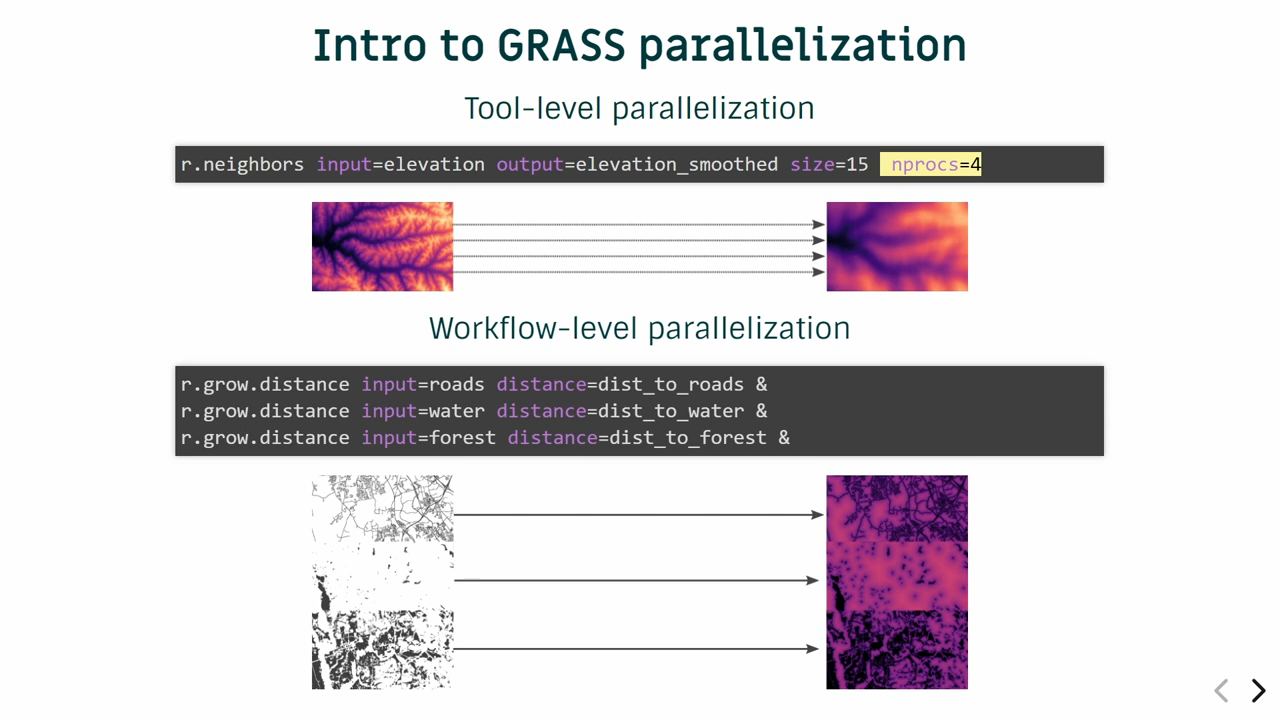 Intro to GRASS parallelization
Tool-level parallelization
r.neighbors input=elevation output=elevation_smoothed size=15 nprocs=4
Workflow-level parallelization
r.grow.distance input=roads distance=dist_to_roads &
r.grow.distance input=water distance=dist_to_water &
r.grow.distance input=forest distance=dist_to_forest &